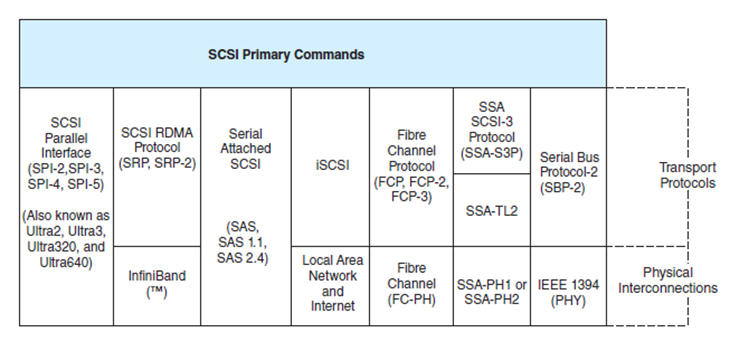 SCSI Primary Commands
SCSI
Parallel
Interface
(SPI-2,SPI-3,
SPI-4, SPI-5)
(Also known as
Ultra2, Ultra3,
Ultra320, and
Ultra640)
SCSI RDMA
Protocol
(SRP, SRP-2)
InfiniBand
(™)
Serial
Attached
SCSI
(SAS,
SAS 1.1,
SAS 2.4)
iSCSI
Local Area
Network
and
Internet
Fibre
Channel
Protocol
(FCP, FCP-2,
FCP-3)
Fibre
Channel
(FC-PH)
SSA
SCSI-3
Protocol
(SSA-S3P)
SSA-TL2
SSA-PH1 or
SSA-PH2
Serial Bus
Protocol-2
(SBP-2)
IEEE 1394
(PHY)
Transport
Protocols
Physical
Interconnections